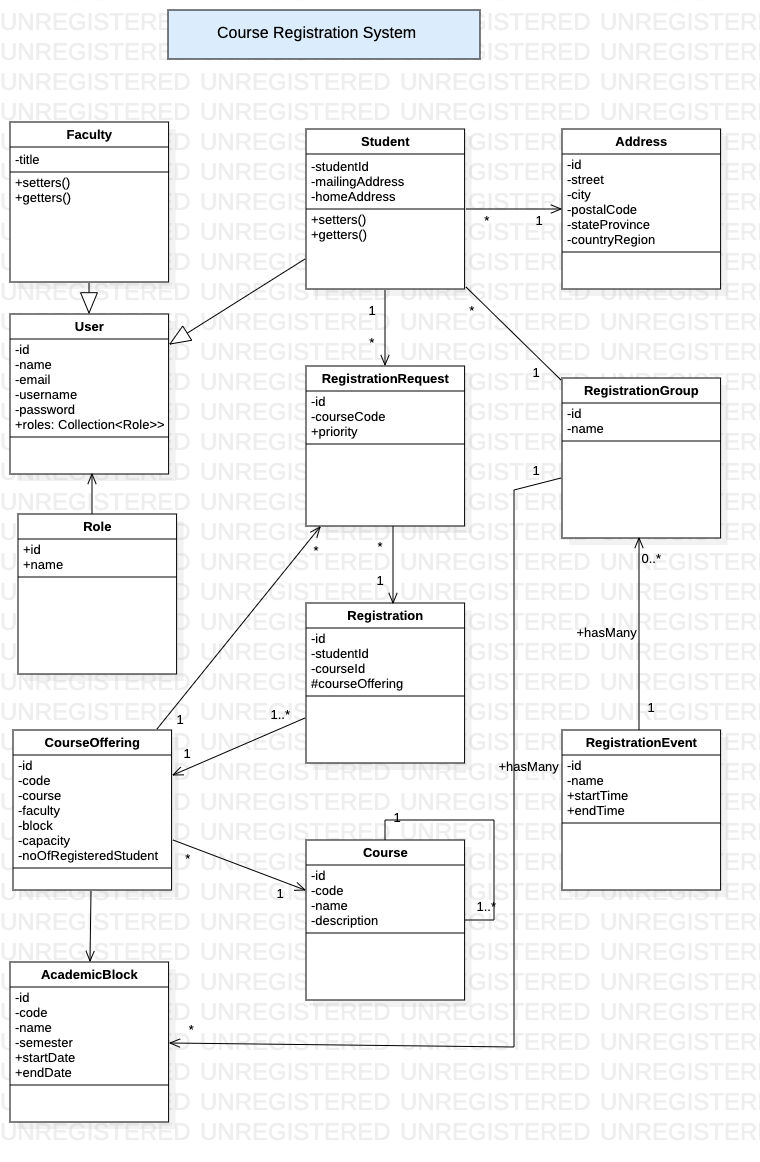 Course Registration System
Faculty
-title
+setters()
+getters()
Student
-studentId
-mailingAddress
-homeAddress
+setters()
+getters()
Address
-id
-street
-city
-postalCode
-stateProvince
-countryRegion
*
1
User
-id
-name
-email
-username
-password
+roles: Collection<Role>>
1
*
*
1
RegistrationRequest
-id
-courseCode
+priority
RegistrationGroup
-id
-name
1
Role
+id
+name
*
*
1
0..*
+hasMany
1
Registration
-id
-studentId
-courseId
#courseOffering
1
1..*
1
CourseOffering
-id
-code
-course
-faculty
-block
-capacity
-noOfRegisteredStudent
+hasMany
RegistrationEvent
-id
-name
+startTime
+endTime
*
1
1
1..*
Course
-id
-code
-name
-description
AcademicBlock
-id
-code
-name
-semester
+startDate
+endDate
*
UNREGISTERED